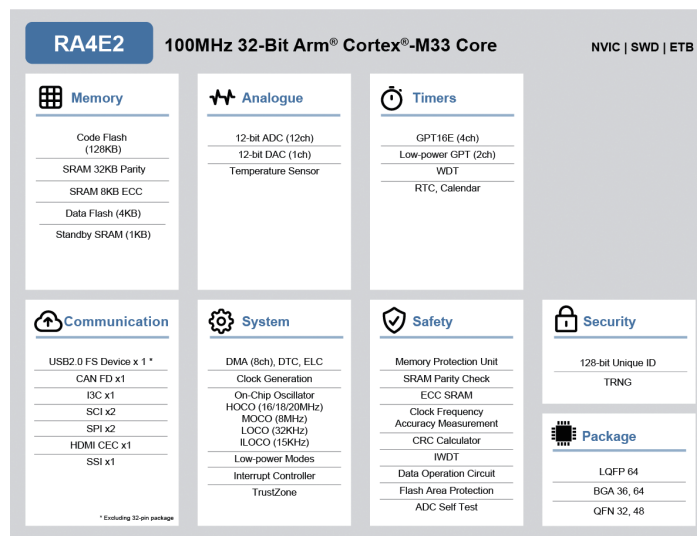 RA4E2
100MHz 32-Bit Arm® Cortex®-M33 Core
NVIC | SWD | ETB
Memory
Code Flash
(128KB)
SRAM 32KB Parity
SRAM 8KB ECC
Data Flash (4KB)
Standby SRAM (1KB)
Analogue
12-bit ADC (12ch)
12-bit DAC (1ch)
Temperature Sensor
Timers
GPT16E (4ch)
Low-power GPT (2ch)
WDT
RTC, Calendar
Communication
USB2.0 FS Device x 1 *
CAN FD x1
I3C x1
SCI x2
SPI x2
HDMI CEC x1
SSI x1
* Excluding 32-pin package
System
DMA (8ch), DTC, ELC
Clock Generation
On-Chip Oscillator
HOCO (16/18/20MHz)
MOCO (8MHz)
LOCO (32KHz)
ILOCO (15KHz)
Low-power Modes
Interrupt Controller
TrustZone
Safety
Memory Protection Unit
SRAM Parity Check
ECC SRAM
Clock Frequency
Accuracy Measurement
CRC Calculator
IWDT
Data Operation Circuit
Flash Area Protection
ADC Self Test
Security
128-bit Unique ID
TRNG
Package
LQFP 64
BGA 36, 64
QFN 32, 48